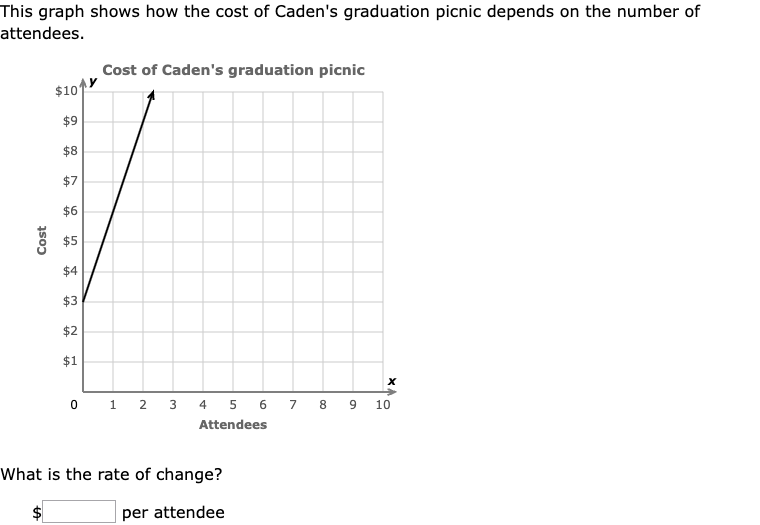 This graph shows how the cost of Caden's graduation picnic depends on the number of
attendees.
Cost of Caden's graduation picnic
y
$10
$9
$8
$7
$6
$5
$4
$3
$2
$1
Cost
x
0 1 2 3 4 5 6 7 8 9 10
Attendees
What is the rate of change?
$ per attendee